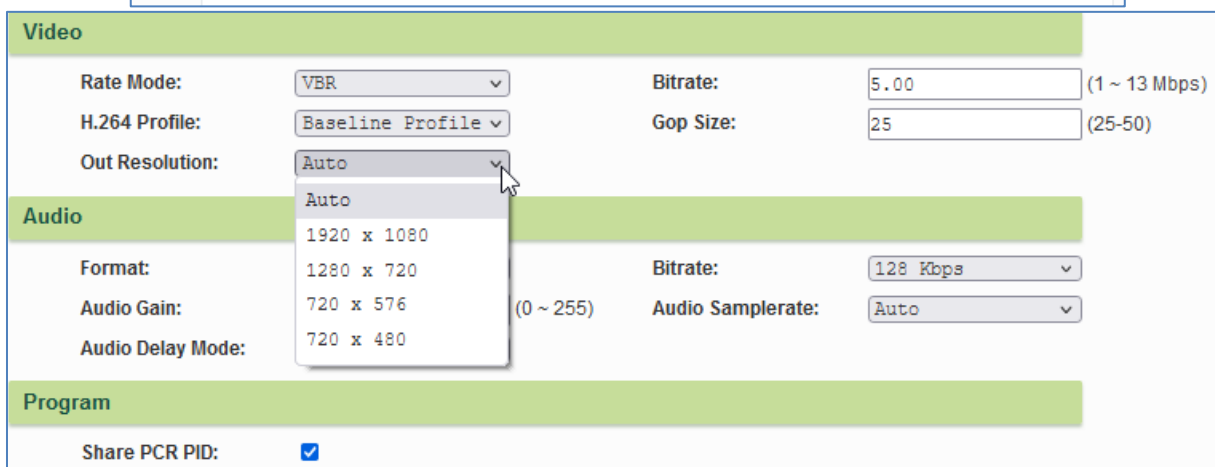 Video
Rate Mode: VBR Bitrate: 5.00 (1 ~ 13 Mbps)
H.264 Profile: Baseline Profile Gop Size: 25 (25-50)
Out Resolution: Auto
Auto
Audio
1920 x 1080
Format: 1280 x 720 Bitrate: 128 Kbps
Audio Gain: 720 x 576 (0 ~ 255) Audio Samplerate: Auto
Audio Delay Mode: 720 x 480
Program
Share PCR PID: